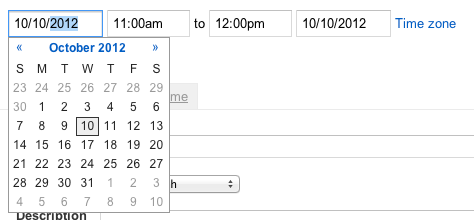 10/10/2012 11:00am to 12:00pm 10/10/2012 Time zone
« October 2012 »
S M T W T F S
23 24 25 26 27 28 29
30 1 2 3 4 5 6
7 8 9 10 11 12 13
14 15 16 17 18 19 20
21 22 23 24 25 26 27
28 29 30 31 1 2 3
4 5 6 7 8 9 10
me
h
Description